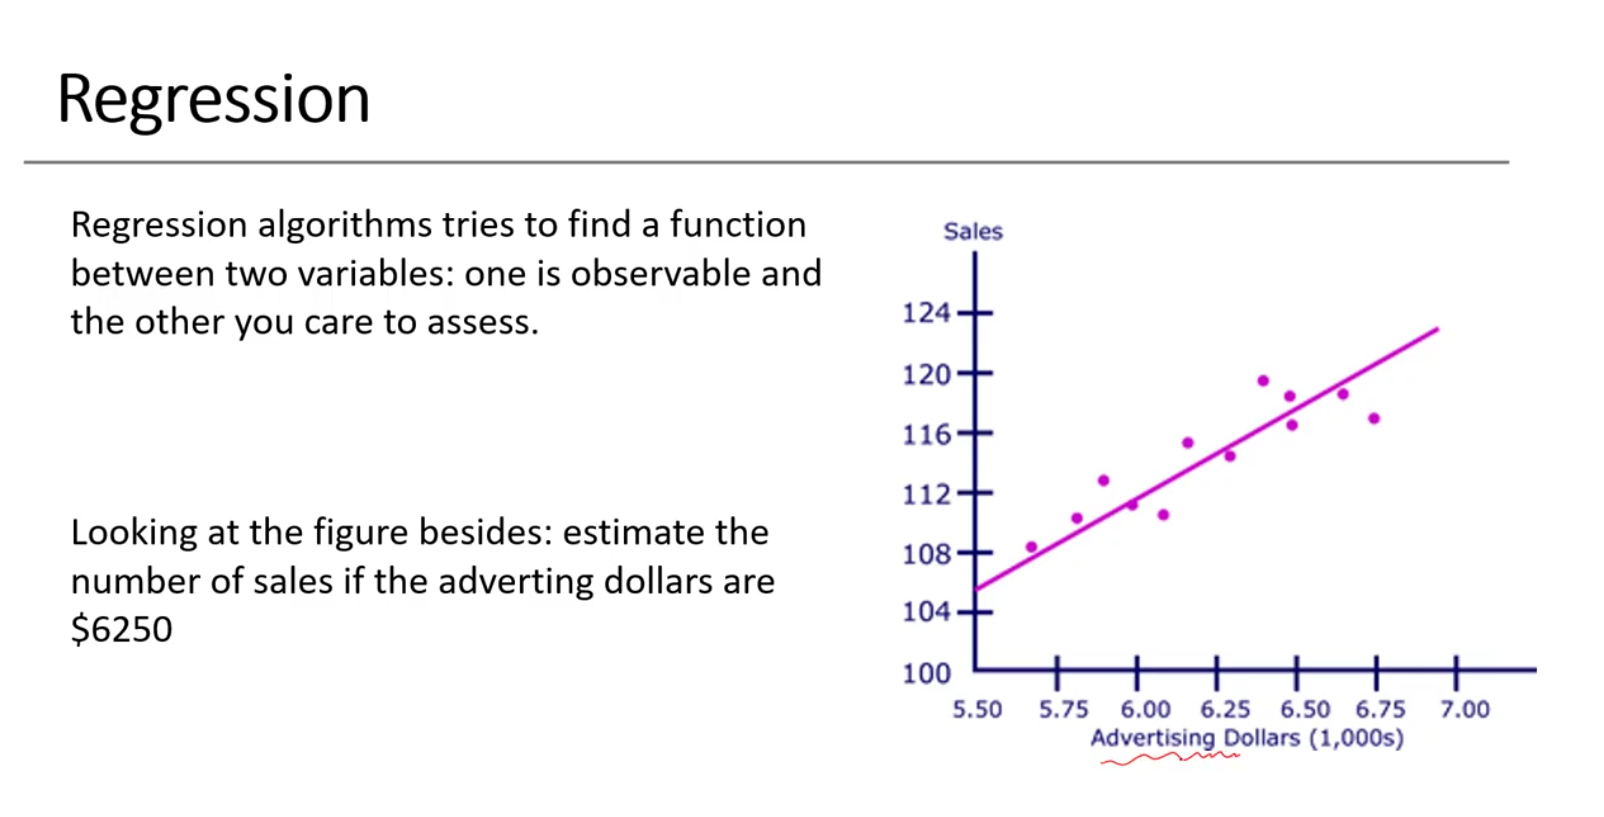 Regression
Regression algorithms tries to find a function
between two variables: one is observable and
the other you care to assess.
Looking at the figure besides: estimate the
number of sales if the adverting dollars are
$6250
Sales
124
120
116
112
108
104
100
5.50 5.75 6.00 6.25 6.50 6.75 7.00
Advertising Dollars (1,000s)